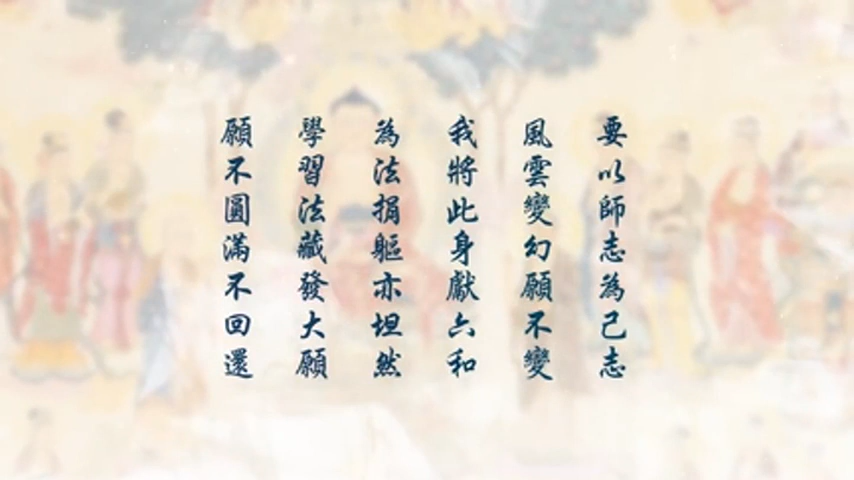 要以師志為己志
風雲變幻願不變
我將此身獻六和
為法捐軀亦坦然
學習法藏發大願
願不圓滿不回還